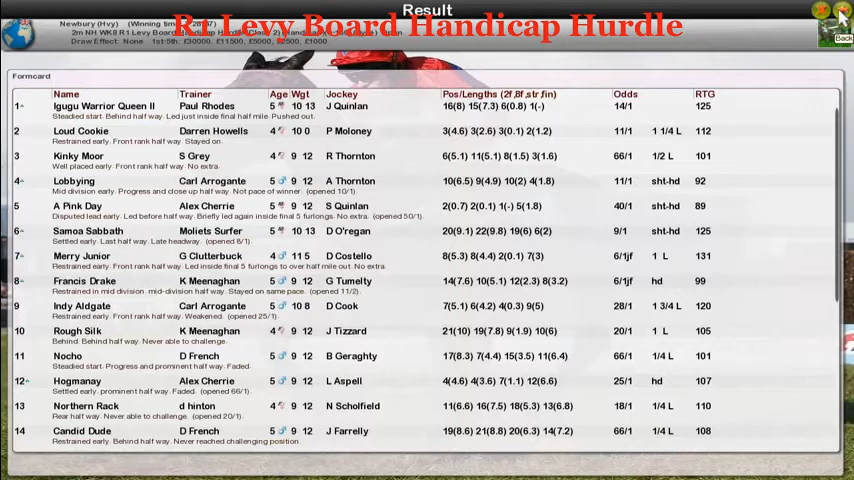 Result
Newbury (Hvy)
R1 Levy Board Handicap Hurdle
Draw Effect: None 1st-5th: £30000, £11500, £5000, £2500, £1000
Back
Formcard
Name Trainer Age Wgt Jockey Pos/Lengths (2f,8f,str,fin) Odds RTG
1 Igugu Warrior Queen II Paul Rhodes 5 10 13 J Quinlan 16(8) 15(7.3) 6(0.8) 1(-) 14/1 125
Steadied start. Behind half way. Led just inside final half mile. Pushed out.
2 Loud Cookie Darren Howells 4 10 0 P Moloney 3(4.6) 3(2.6) 3(0.1) 2(1.2) 11/1 1 1/4 L 112
Restrained early. Front rank half way. Stayed on.
3 Kinky Moor S Grey 4 9 12 R Thornton 6(5.1) 11(5.1) 8(1.5) 3(1.6) 66/1 1/2 L 101
Well placed early. Front rank half way. No extra.
4 Lobbying Carl Arrogante 5 9 12 A Thornton 10(6.5) 9(4.9) 10(2) 4(1.8) 11/1 sht-hd 92
Mid division early. Progress and close up half way. Not pace of winner. (opened 10/1)
5 A Pink Day Alex Cherrie 5 9 12 S Quinlan 2(0.7) 2(0.1) 1(-) 5(1.8) 40/1 sht-hd 89
Disputed lead early. Led before half way. Briefly led again inside final 5 furlongs. No extra. (opened 50/1)
6 Samoa Sabbath Moliets Surfer 5 10 13 D O'regan 20(9.1) 22(9.8) 19(6) 6(2) 9/1 sht-hd 125
Settled early. Last half way. Late headway. (opened 8/1)
7 Merry Junior G Clutterbuck 4 11 5 D Costello 8(5.3) 8(4.4) 2(0.1) 7(3) 6/1jf 1 L 131
Restrained early. Front rank half way. Led inside final 5 furlongs to over half mile out. No extra.
8 Francis Drake K Meenaghan 5 9 12 G Tumelty 14(7.6) 10(5.1) 12(2.3) 8(3.2) 6/1jf hd 99
Restrained in mid division. mid-division half way. Stayed on same pace. (opened 11/2)
9 Indy Aldgate Carl Arrogante 5 10 8 D Cook 7(5.1) 6(4.2) 4(0.3) 9(5) 28/1 1 3/4 L 120
Restrained early. Front rank half way. Weakened. (opened 25/1)
10 Rough Silk K Meenaghan 4 9 12 J Tizzard 21(10) 19(7.8) 9(1.9) 10(6) 20/1 1 L 105
Behind. Behind half way. Never able to challenge.
11 Nocho D French 5 9 12 B Geraghty 17(8.3) 7(4.4) 15(3.5) 11(6.4) 66/1 1/4 L 101
Steadied start. Progress and prominent half way. Faded.
12 Hogmanay Alex Cherrie 5 9 12 L Aspell 4(4.6) 4(3.6) 7(1.1) 12(6.6) 25/1 hd 107
Settled early. prominent half way. Faded. (opened 66/1)
13 Northern Rack d hinton 4 9 12 N Scholfield 11(6.6) 16(7.5) 18(5.3) 13(6.8) 18/1 1/4 L 110
Rear half way. Never able to challenge. (opened 20/1)
14 Candid Dude D French 5 9 12 J Farrelly 19(8.6) 21(8.8) 20(6.3) 14(7.2) 66/1 1/4 L 108
Restrained early. Behind half way. Never reached challenging position.